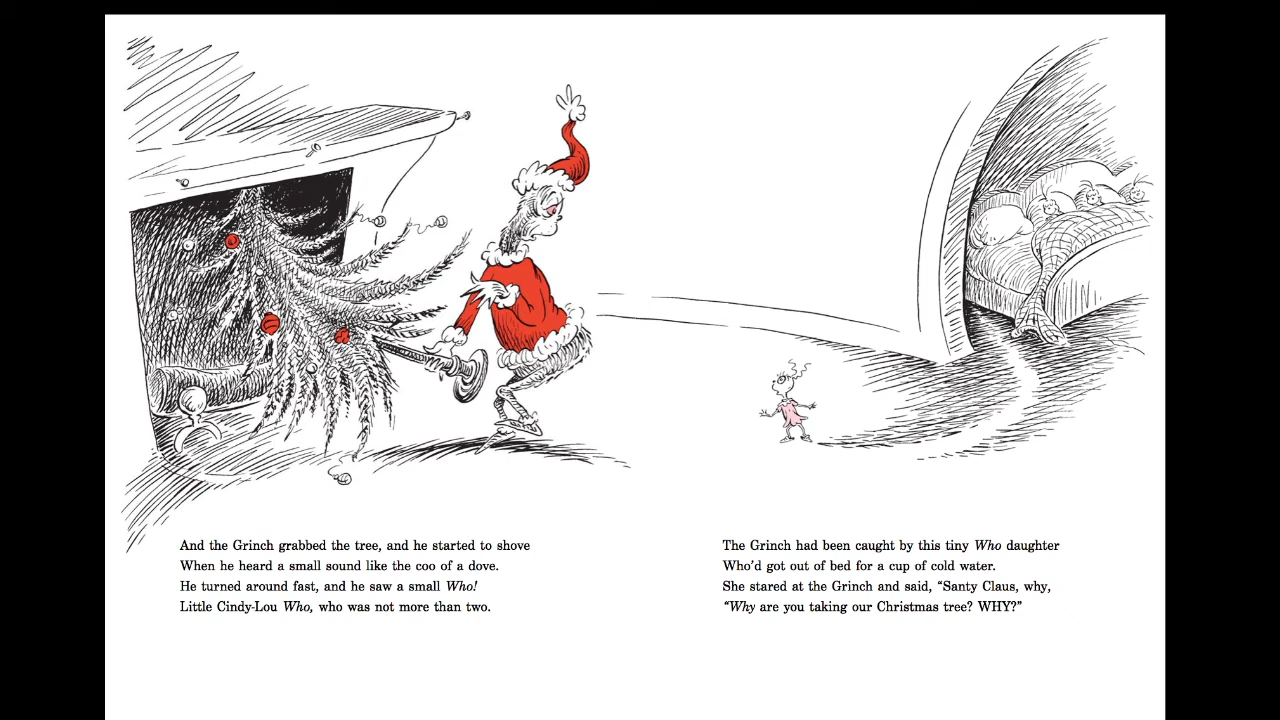 And the Grinch grabbed the tree, and he started to shove
When he heard a small sound like the coo of a dove.
He turned around fast, and he saw a small Who!
Little Cindy-Lou Who, who was not more than two.
The Grinch had been caught by this tiny Who daughter
Who'd got out of bed for a cup of cold water.
She stared at the Grinch and said, “Santy Claus, why,
“Why are you taking our Christmas tree? WHY?”